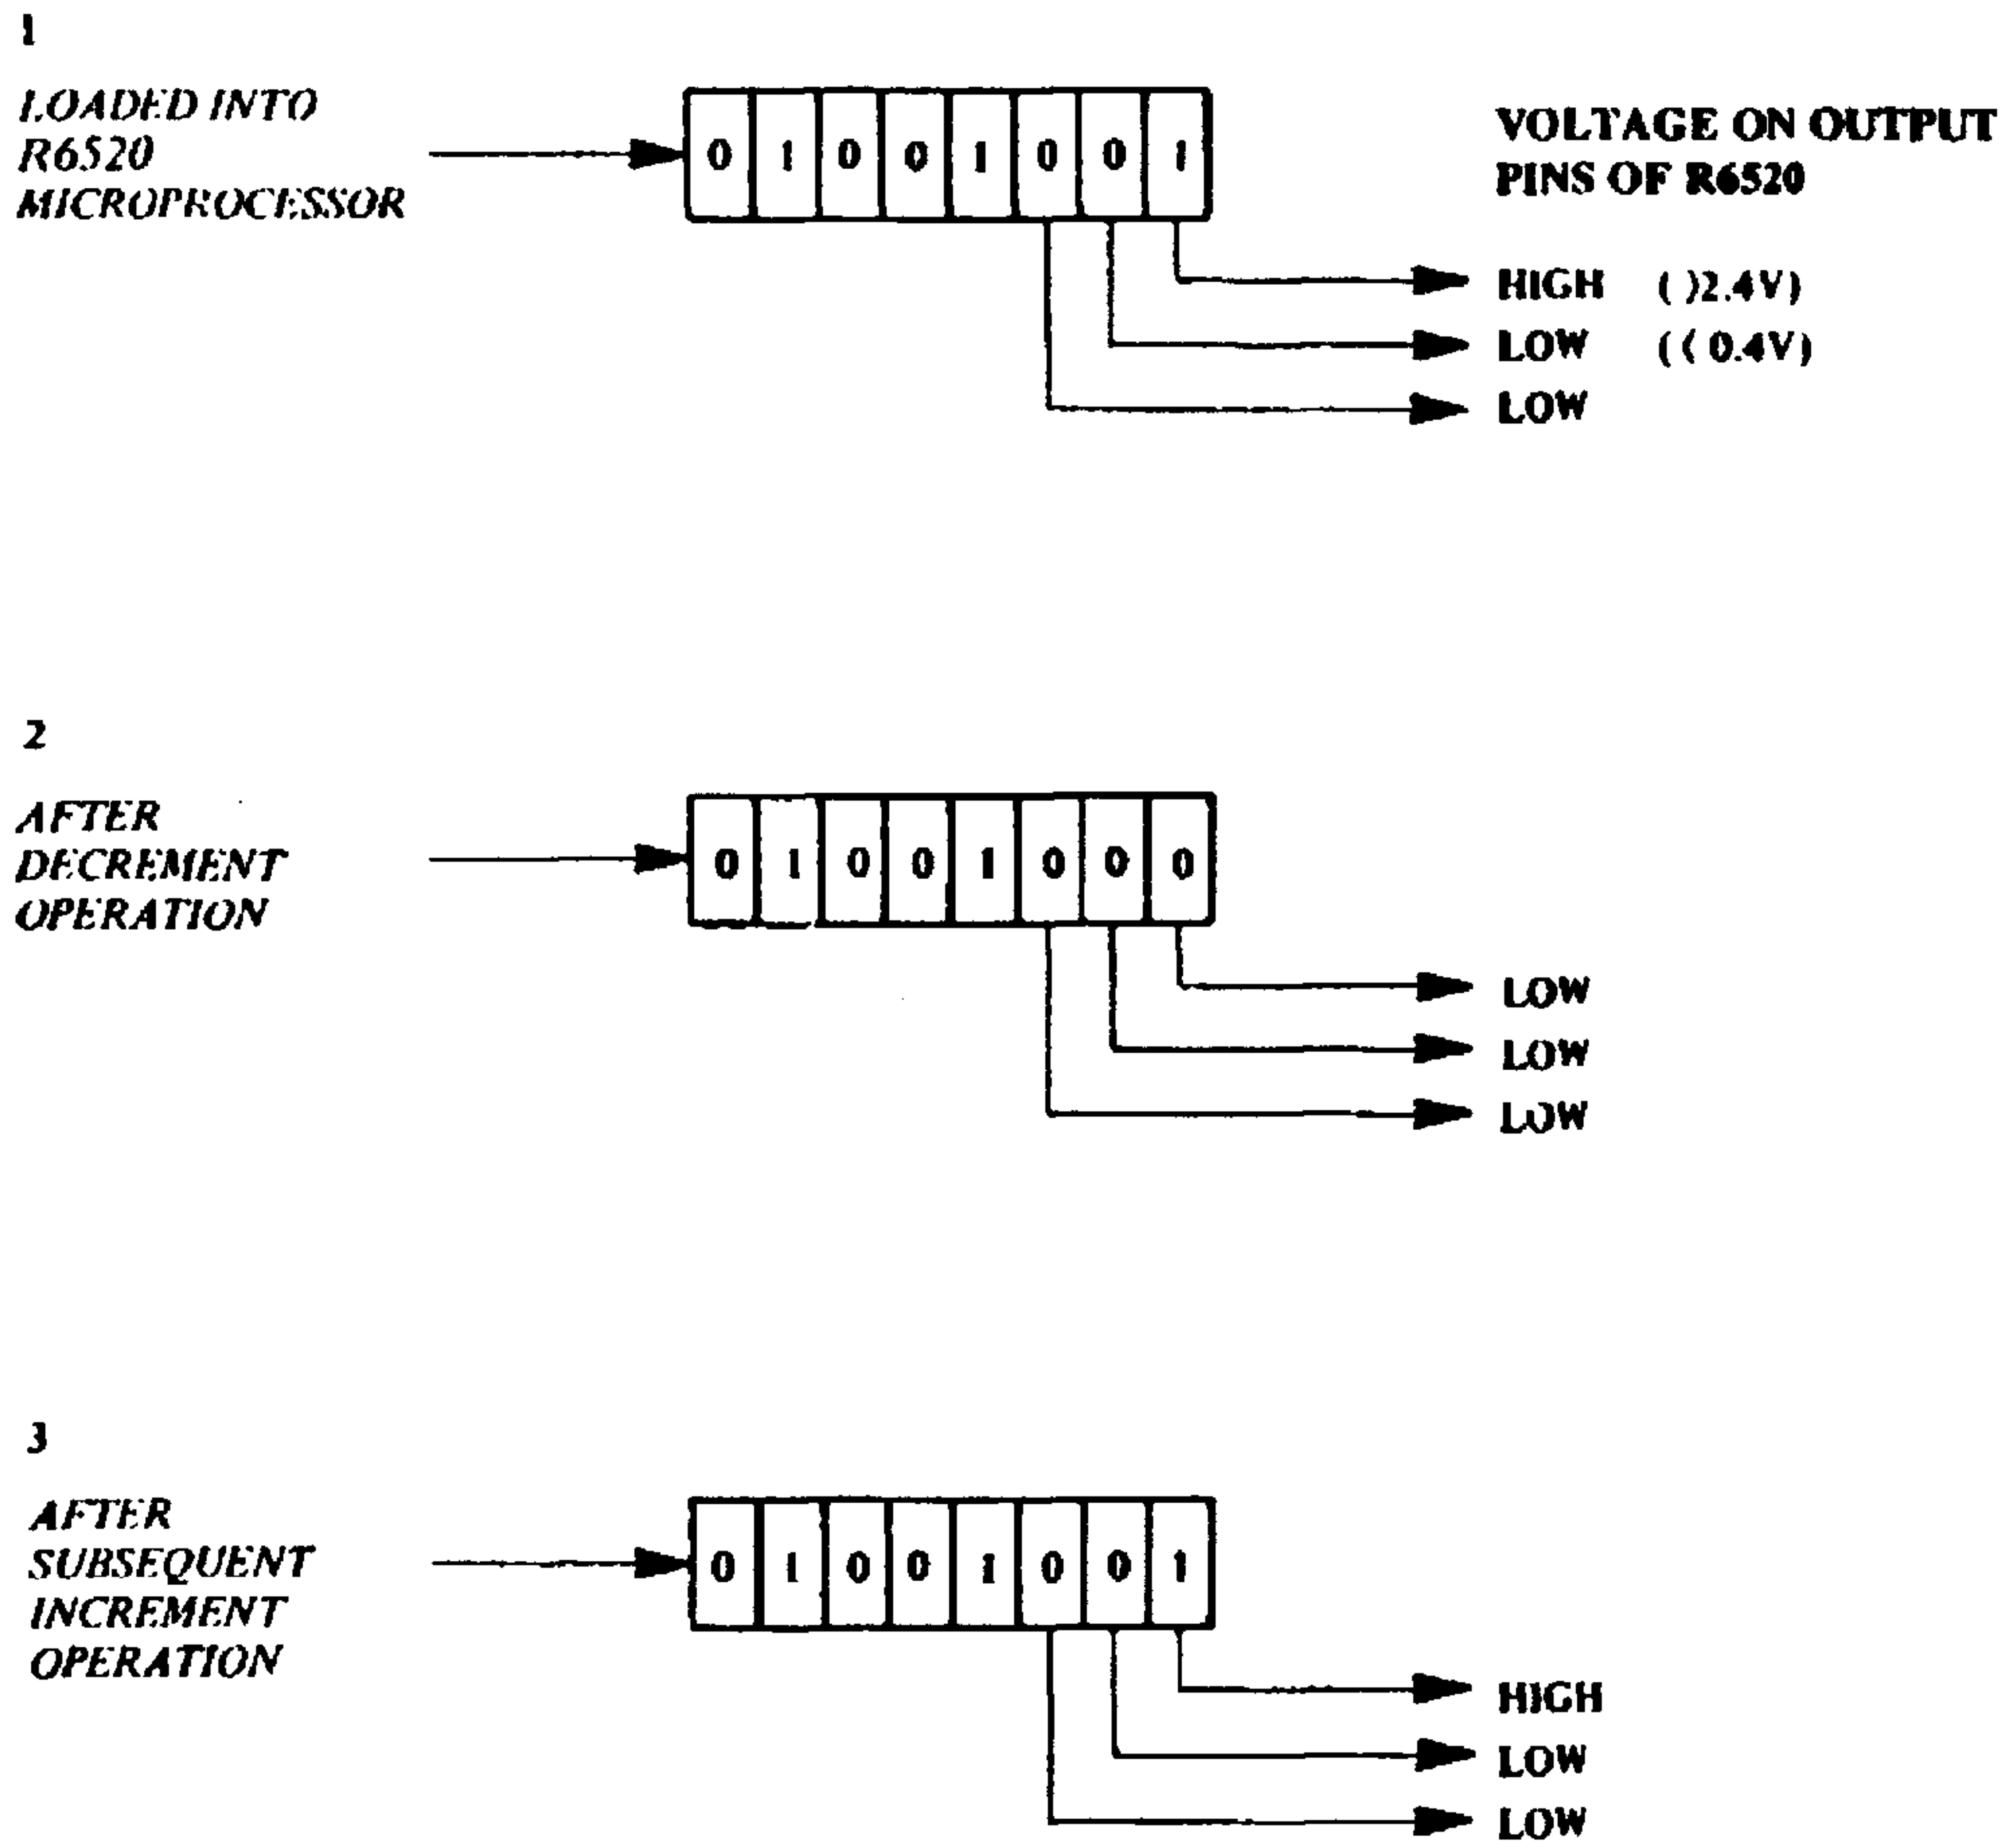 1
LOADED INTO
R6520
MICROPROCESSOR
0 1 0 0 1 0 0 1
VOLTAGE ON OUTPUT
PINS OF R6520
HIGH ( ⟩2.4V)
LOW (⟨ 0.4V)
LOW
2
AFTER
DECREMENT
OPERATION
0 1 0 0 1 0 0 0
LOW
LOW
LOW
3
AFTER
SUBSEQUENT
INCREMENT
OPERATION
0 1 0 0 1 0 0 1
HIGH
LOW
LOW